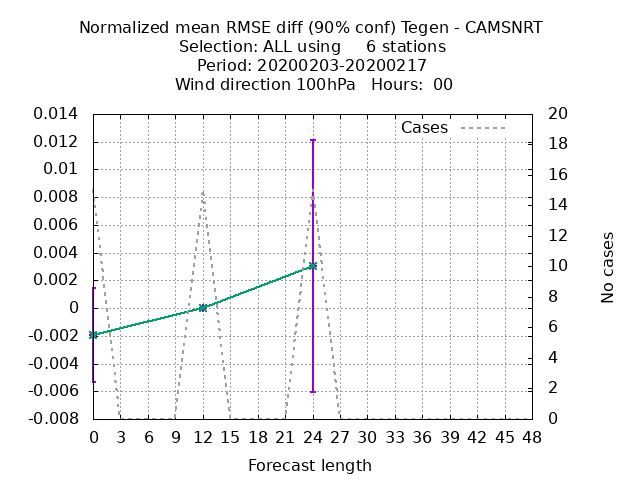 Normalized mean RMSE diff (90% conf) Tegen - CAMSNRT
Selection: ALL using     6 stations
Period: 20200203-20200217
Wind direction 100hPa   Hours:  00
Cases
0.014
0.012
0.01
0.008
0.006
0.004
0.002
0
-0.002
-0.004
-0.006
-0.008
20
18
16
14
12
10
8
6
4
2
0
No cases
0 3 6 9 12 15 18 21 24 27 30 33 36 39 42 45 48
Forecast length